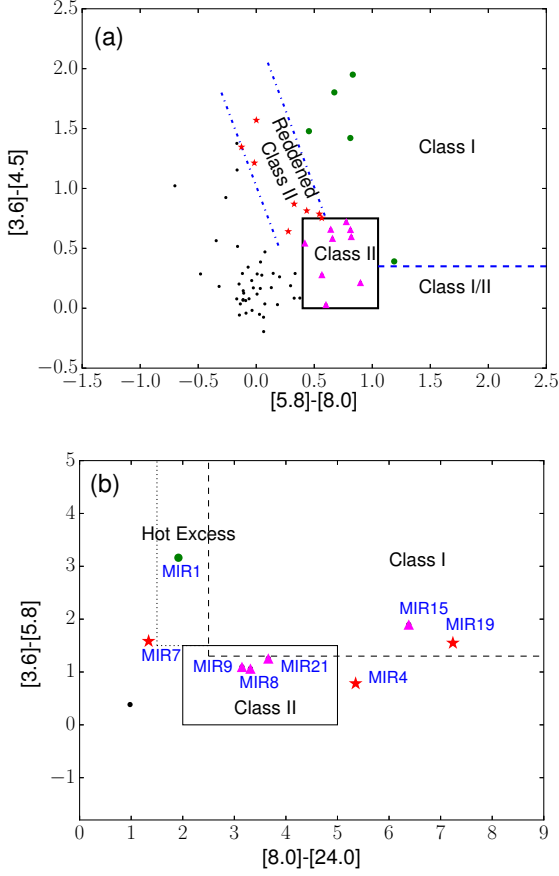 (a)
2.5
2.0
1.5
1.0
0.5
0.0
−0.5
[3.6]-[4.5]
Reddened
Class II
Class I
Class II
Class I/II
−1.5 −1.0 −0.5 0.0 0.5 1.0 1.5 2.0 2.5
[5.8]-[8.0]
(b)
5
4
3
2
1
0
−1
[3.6]-[5.8]
Hot Excess
Class I
MIR1
MIR15
MIR19
MIR7
MIR9
MIR21
MIR8
MIR4
Class II
0 1 2 3 4 5 6 7 8 9
[8.0]-[24.0]